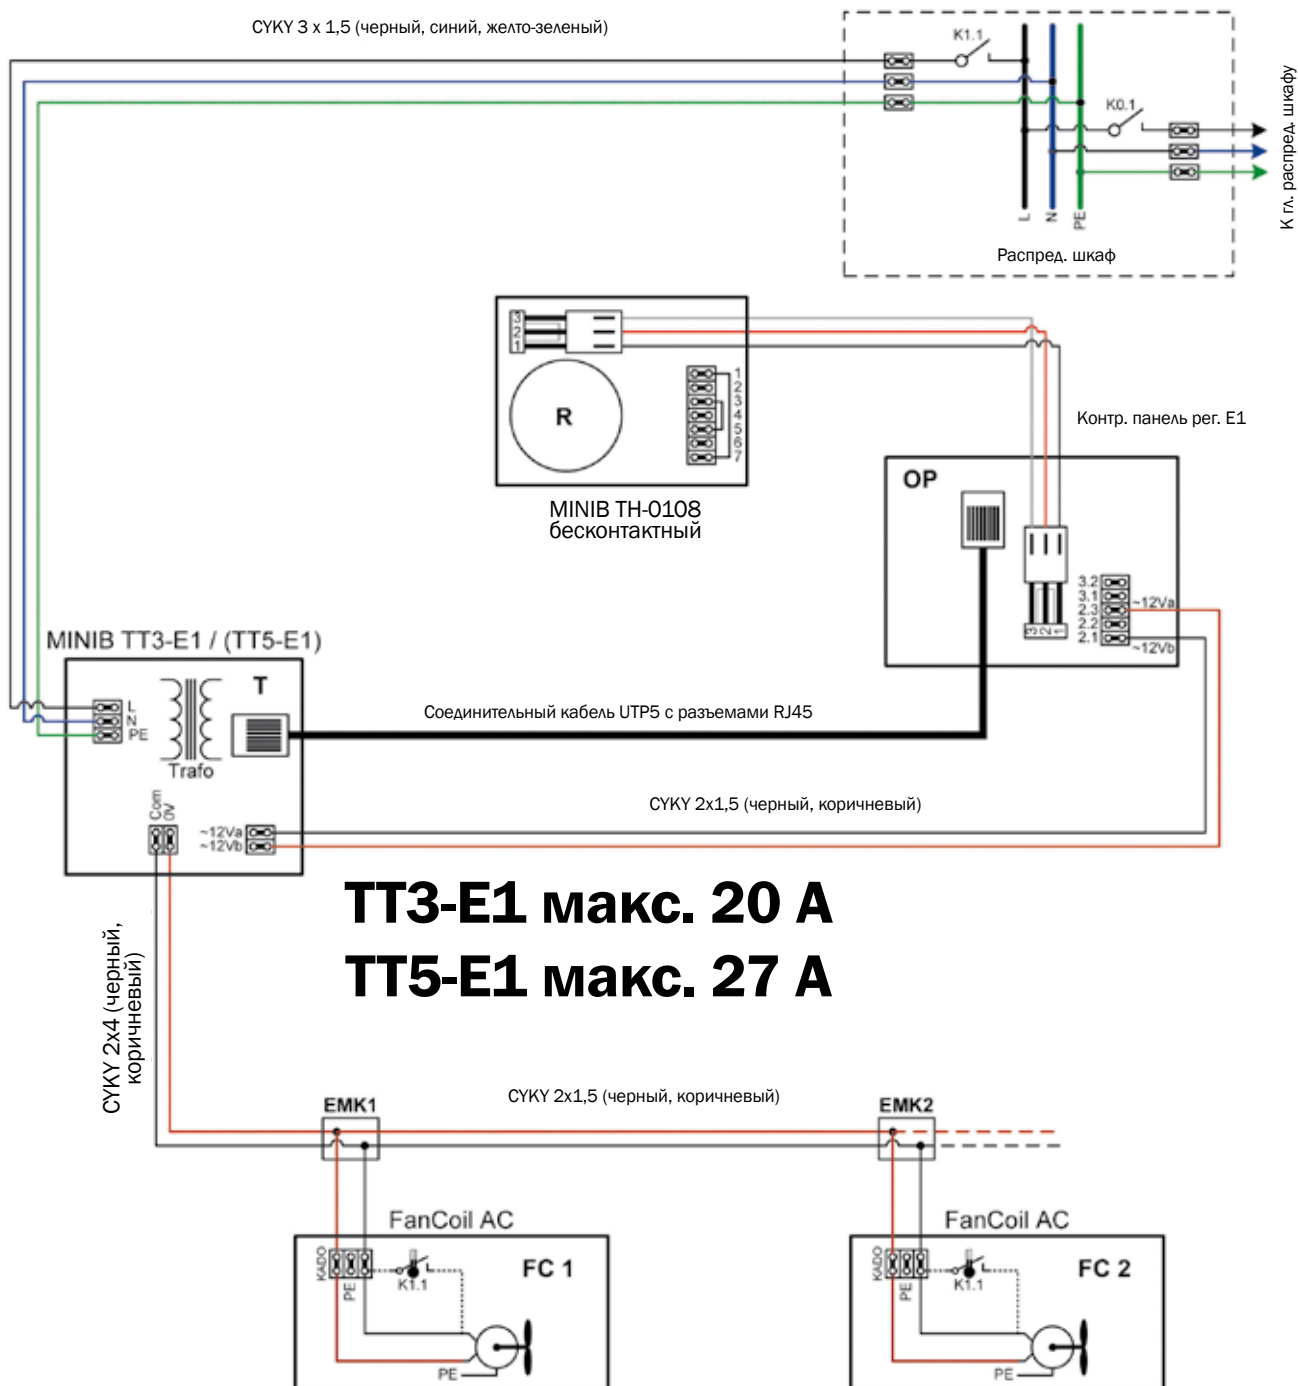 CYKY 3 x 1,5 (черный, синий, желто-зеленый)
K1.1
K0.1
L
N
PE
К гл. распред. шкафу
Распред. шкаф
3
2
1
R
1
2
3
4
5
6
7
MINIB TH-0108
бесконтактный
Контр. панель рег. E1
OP
3.2
3.1
2.3
2.2
2.1
~12Va
~12Vb
3
2
1
MINIB TT3-E1 / (TT5-E1)
T
L
N
PE
Trafo
Соединительный кабель UTP5 с разъемами RJ45
Com
0V
~12Va
~12Vb
CYKY 2x1,5 (черный, коричневый)
TT3-E1 макс. 20 A
TT5-E1 макс. 27 A
CYKY 2x4 (черный,
коричневый)
CYKY 2x1,5 (черный, коричневый)
EMK1
EMK2
FanCoil AC
FanCoil AC
KADO
PE
K1.1
FC 1
PE
KADO
PE
K1.1
FC 2
PE